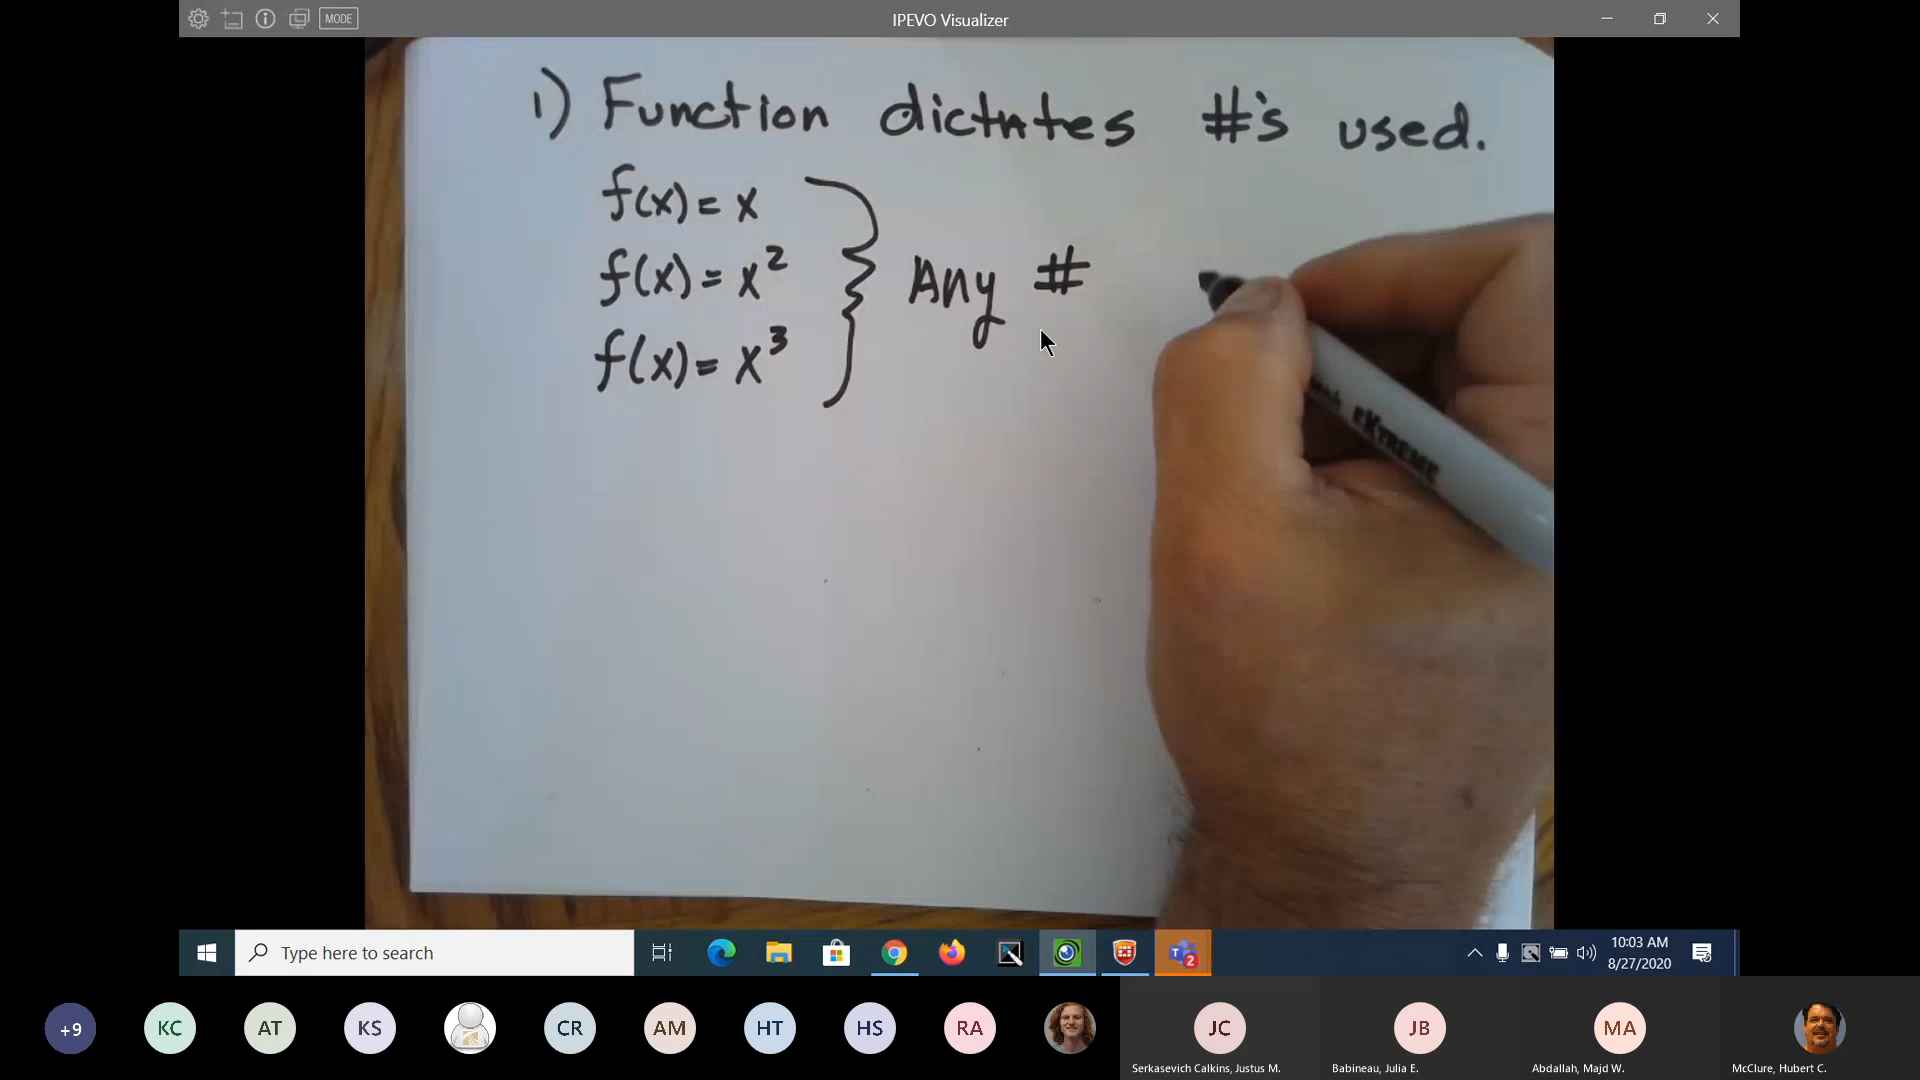 MODE
IPEVO Visualizer
1) Function dictates #'s used.
f(x) = x
f(x) = x²
f(x) = x³
Any #
EXTREME
Type here to search
2
10:03 AM
8/27/2020
+9
KC
AT
KS
CR
AM
HT
HS
RA
JC
JB
MA
Serkasevich Calkins, Justus M.
Babineau, Julia E.
Abdallah, Majd W.
McClure, Hubert C.